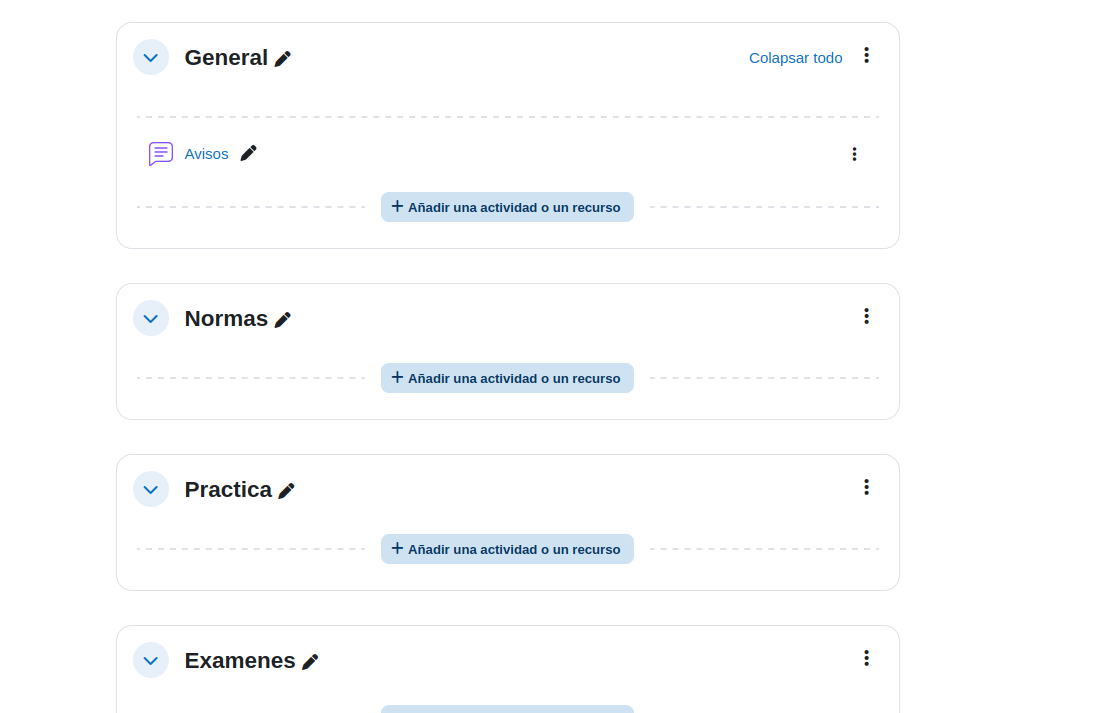 General
Colapsar todo
Avisos
+ Añadir una actividad o un recurso
Normas
+ Añadir una actividad o un recurso
Practica
+ Añadir una actividad o un recurso
Examenes